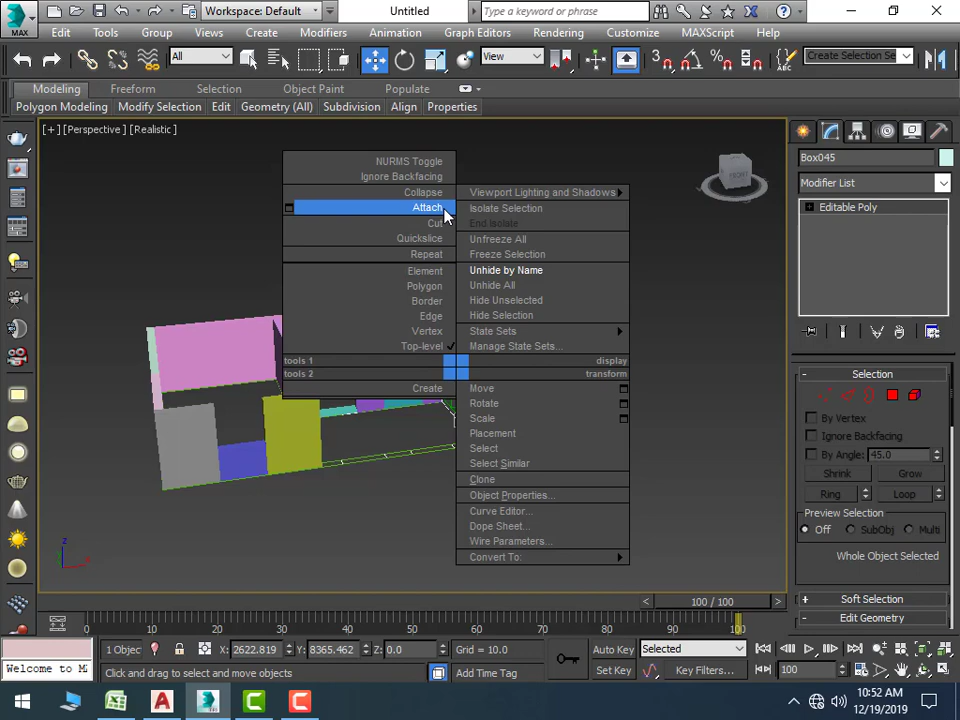 MAX
Workspace: Default
Untitled
Type a keyword or phrase
Edit Tools Group Views Create Modifiers Animation Graph Editors Rendering Customize MAXScript Help
All View Create Selection Se
Modeling Freeform Selection Object Paint Populate
Polygon Modeling Modify Selection Edit Geometry (All) Subdivision Align Properties
[+] [Perspective ] [Realistic ]
FRONT
NURMS Toggle
Ignore Backfacing
Collapse
Attach
Cut
Quickslice
Repeat
Element
Polygon
Border
Edge
Vertex
Top-level
tools 1
tools 2
Create
Viewport Lighting and Shadows
Isolate Selection
End Isolate
Unfreeze All
Freeze Selection
Unhide by Name
Unhide All
Hide Unselected
Hide Selection
State Sets
Manage State Sets...
display
transform
Move
Rotate
Scale
Placement
Select
Select Similar
Clone
Object Properties...
Curve Editor...
Dope Sheet...
Wire Parameters...
Convert To:
z
x
Box045
Modifier List
Editable Poly
Selection
By Vertex
Ignore Backfacing
By Angle: 45.0
Shrink Grow
Ring Loop
Preview Selection
Off SubObj Multi
Whole Object Selected
Soft Selection
Edit Geometry
< 100 / 100 >
0 10 20 30 40 50 60 70 80 90 100
1 Object X: 2622.819 Y: 8365.462 Z: 0.0 Grid = 10.0 Auto Key Selected
Welcome to M
Click and drag to select and move objects Add Time Tag Set Key Key Filters... 100
10:52 AM
12/19/2019